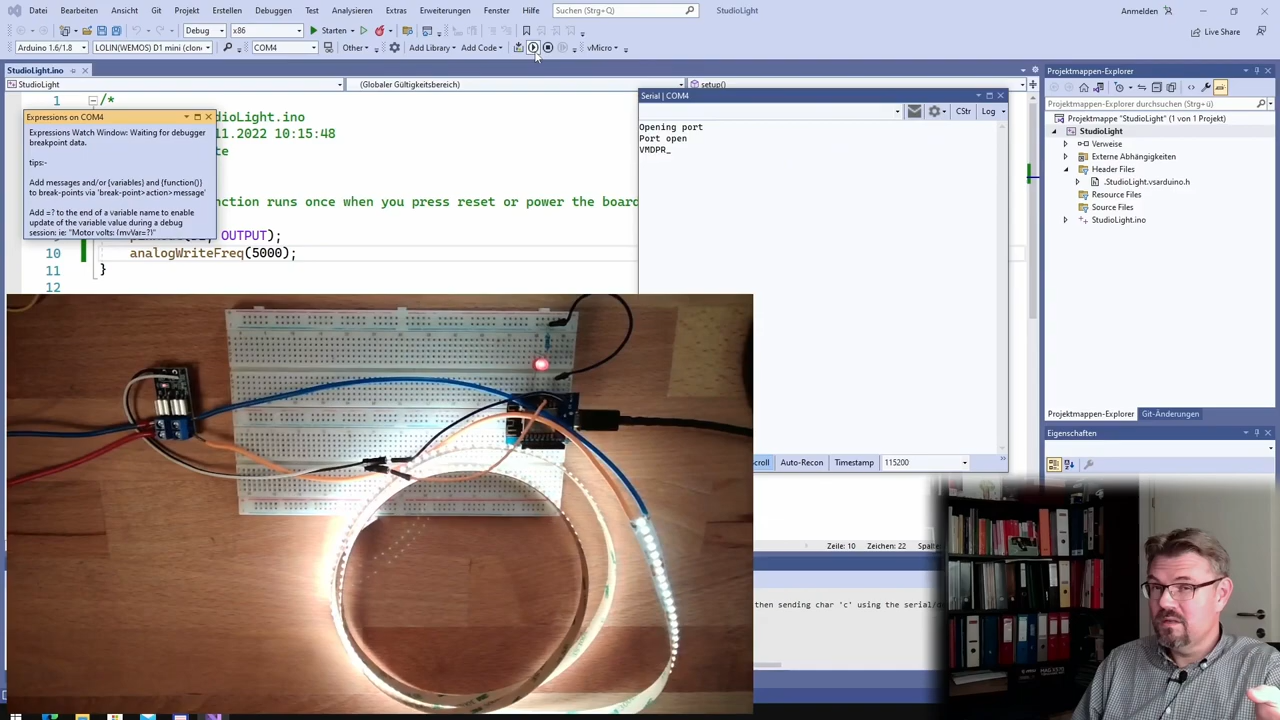 Datei Bearbeiten Ansicht Git Projekt Erstellen Debuggen Test Analysieren Extras Erweiterungen Fenster Hilfe Suchen (Strg+Q) StudioLight Anmelden
Debug x86 Starten Live Share
Arduino 1.6/1.8 LOLIN(WEMOS) D1 mini (clone) COM4 Other Add Library Add Code vMicro
StudioLight.ino
StudioLight (Globaler Gültigkeitsbereich) setup()
1 /*
dioLight.ino
11.2022 10:15:48
te
nction runs once when you press reset or power the board
OUTPUT);
10 analogWriteFreq(5000);
11 }
12
Expressions on COM4
Expressions Watch Window: Waiting for debugger
breakpoint data.
tips:-
Add messages and/or {variables} and {function()}
to break-points via 'break-point>action>message'
Add =? to the end of a variable name to enable
update of the variable value during a debug
session: ie: "Motor volts: {mvVar=?}"
Serial | COM4
CStr Log
Opening port
Port open
VMDPR_
croll Auto-Recon Timestamp 115200
Projektmappen-Explorer
Projektmappen-Explorer durchsuchen (Strg+ü)
Projektmappe "StudioLight" (1 von 1 Projekt)
StudioLight
Verweise
Externe Abhängigkeiten
Header Files
.StudioLight.vsarduino.h
Resource Files
Source Files
StudioLight.ino
Projektmappen-Explorer Git-Änderungen
Eigenschaften
Zeile: 10 Zeichen: 22 Spalte
then sending char 'c' using the serial/